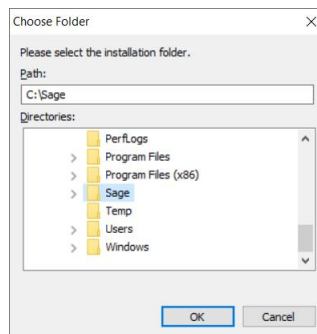 Choose Folder
Please select the installation folder.
Path:
C:\Sage
Directories:
PerfLogs
Program Files
Program Files (x86)
Sage
Temp
Users
Windows
OK Cancel